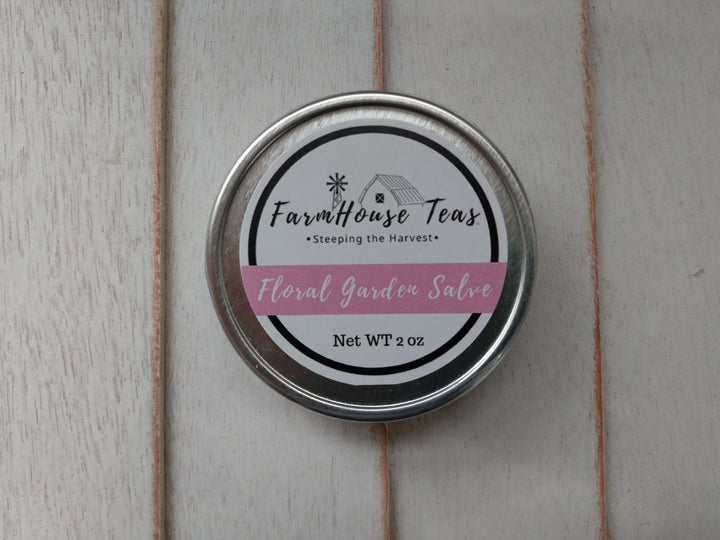 FarmHouse Teas
•Steeping the Harvest•
Floral Garden Salve
Net WT 2 oz